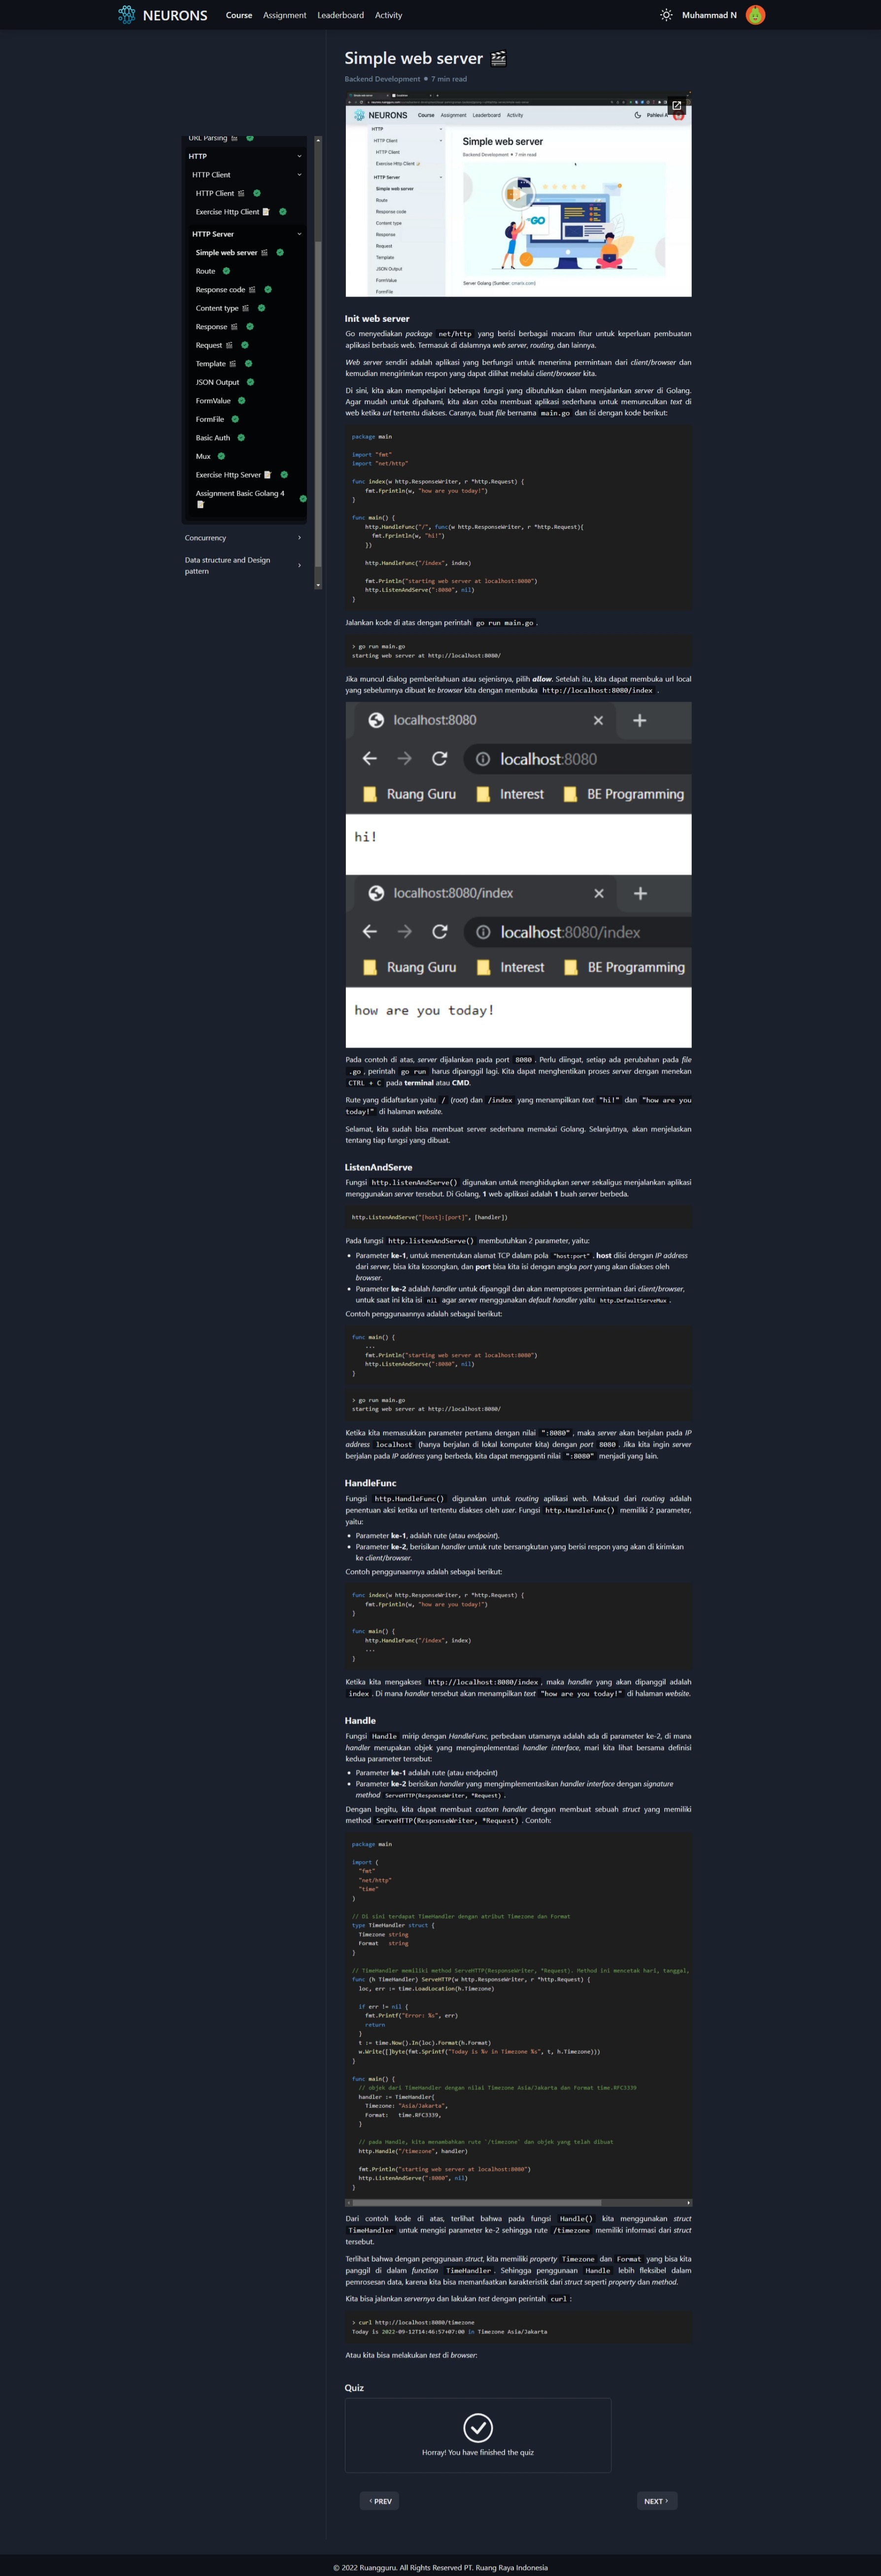 NEURONS Course Assignment Leaderboard Activity Muhammad N
URL Parsing
HTTP
HTTP Client
HTTP Client
Exercise Http Client
HTTP Server
Simple web server
Route
Response code
Content type
Response
Request
Template
JSON Output
FormValue
FormFile
Basic Auth
Mux
Exercise Http Server
Assignment Basic Golang 4
Concurrency
Data structure and Design
pattern
Simple web server
Backend Development • 7 min read
NEURONS Course Assignment Leaderboard Activity Pahlevi A
HTTP
HTTP Client
HTTP Client
Exercise Http Client
HTTP Server
Simple web server
Route
Response code
Content type
Response
Request
Template
JSON Output
FormValue
FormFile
Simple web server
Backend Development • 7 min read
GO
Server Golang (Sumber: cmaris.com)
Init web server
Go menyediakan package net/http yang berisi berbagai macam fitur untuk keperluan pembuatan
aplikasi berbasis web. Termasuk di dalamnya web server, routing, dan lainnya.
Web server sendiri adalah aplikasi yang berfungsi untuk menerima permintaan dari client/browser dan
kemudian mengirimkan respon yang dapat dilihat melalui client/browser kita.
Di sini, kita akan mempelajari beberapa fungsi yang dibutuhkan dalam menjalankan server di Golang.
Agar mudah untuk dipahami, kita akan coba membuat aplikasi sederhana untuk memunculkan text di
web ketika url tertentu diakses. Caranya, buat file bernama main.go dan isi dengan kode berikut:
package main
import "fmt"
import "net/http"
func index(w http.ResponseWriter, r *http.Request) {
fmt.Fprintln(w, "how are you today!")
}
func main() {
http.HandleFunc("/", func(w http.ResponseWriter, r *http.Request){
fmt.Fprintln(w, "hi!")
})
http.HandleFunc("/index", index)
fmt.Println("starting web server at localhost:8080")
http.ListenAndServe(":8080", nil)
}
Jalankan kode di atas dengan perintah go run main.go .
> go run main.go
starting web server at http://localhost:8080/
Jika muncul dialog pemberitahuan atau sejenisnya, pilih allow. Setelah itu, kita dapat membuka url local
yang sebelumnya dibuat ke browser kita dengan membuka http://localhost:8080/index .
localhost:8080
localhost:8080
Ruang Guru Interest BE Programming
hi!
localhost:8080/index
localhost:8080/index
Ruang Guru Interest BE Programming
how are you today!
Pada contoh di atas, server dijalankan pada port 8080 . Perlu diingat, setiap ada perubahan pada file
.go , perintah go run harus dipanggil lagi. Kita dapat menghentikan proses server dengan menekan
CTRL + C pada terminal atau CMD.
Rute yang didaftarkan yaitu / (root) dan /index yang menampilkan text "hi!" dan "how are you
today!" di halaman website.
Selamat, kita sudah bisa membuat server sederhana memakai Golang. Selanjutnya, akan menjelaskan
tentang tiap fungsi yang dibuat.
ListenAndServe
Fungsi http.listenAndServe() digunakan untuk menghidupkan server sekaligus menjalankan aplikasi
menggunakan server tersebut. Di Golang, 1 web aplikasi adalah 1 buah server berbeda.
http.ListenAndServe("[host]:[port]", [handler])
Pada fungsi http.listenAndServe() membutuhkan 2 parameter, yaitu:
• Parameter ke-1, untuk menentukan alamat TCP dalam pola "host:port" . host diisi dengan IP address
dari server, bisa kita kosongkan, dan port bisa kita isi dengan angka port yang akan diakses oleh
browser.
• Parameter ke-2 adalah handler untuk dipanggil dan akan memproses permintaan dari client/browser,
untuk saat ini kita isi nil agar server menggunakan default handler yaitu http.DefaultServeMux .
Contoh penggunaannya adalah sebagai berikut:
func main() {
...
fmt.Println("starting web server at localhost:8080")
http.ListenAndServe(":8080", nil)
}
> go run main.go
starting web server at http://localhost:8080/
Ketika kita memasukkan parameter pertama dengan nilai ":8080" , maka server akan berjalan pada IP
address localhost (hanya berjalan di lokal komputer kita) dengan port 8080 . Jika kita ingin server
berjalan pada IP address yang berbeda, kita dapat mengganti nilai ":8080" menjadi yang lain.
HandleFunc
Fungsi http.HandleFunc() digunakan untuk routing aplikasi web. Maksud dari routing adalah
penentuan aksi ketika url tertentu diakses oleh user. Fungsi http.HandleFunc() memiliki 2 parameter,
yaitu:
• Parameter ke-1, adalah rute (atau endpoint).
• Parameter ke-2, berisikan handler untuk rute bersangkutan yang berisi respon yang akan di kirimkan
ke client/browser.
Contoh penggunaannya adalah sebagai berikut:
func index(w http.ResponseWriter, r *http.Request) {
fmt.Fprintln(w, "how are you today!")
}
func main() {
http.HandleFunc("/index", index)
...
}
Ketika kita mengakses http://localhost:8080/index , maka handler yang akan dipanggil adalah
index . Di mana handler tersebut akan menampilkan text "how are you today!" di halaman website.
Handle
Fungsi Handle mirip dengan HandleFunc, perbedaan utamanya adalah ada di parameter ke-2, di mana
handler merupakan objek yang mengimplementasi handler interface, mari kita lihat bersama definisi
kedua parameter tersebut:
• Parameter ke-1 adalah rute (atau endpoint)
• Parameter ke-2 berisikan handler yang mengimplementasikan handler interface dengan signature
method ServeHTTP(ResponseWriter, *Request) .
Dengan begitu, kita dapat membuat custom handler dengan membuat sebuah struct yang memiliki
method ServeHTTP(ResponseWriter, *Request) . Contoh:
package main
import (
"fmt"
"net/http"
"time"
)
// Di sini terdapat TimeHandler dengan atribut Timezone dan Format
type TimeHandler struct {
Timezone string
Format string
}
// TimeHandler memiliki method ServeHTTP(ResponseWriter, *Request). Method ini mencetak hari, tanggal,
func (h TimeHandler) ServeHTTP(w http.ResponseWriter, r *http.Request) {
loc, err := time.LoadLocation(h.Timezone)
if err != nil {
fmt.Printf("Error: %s", err)
return
}
t := time.Now().In(loc).Format(h.Format)
w.Write([]byte(fmt.Sprintf("Today is %v in Timezone %s", t, h.Timezone)))
}
func main() {
// objek dari TimeHandler dengan nilai Timezone Asia/Jakarta dan Format time.RFC3339
handler := TimeHandler{
Timezone: "Asia/Jakarta",
Format: time.RFC3339,
}
// pada Handle, kita menambahkan rute `/timezone` dan objek yang telah dibuat
http.Handle("/timezone", handler)
fmt.Println("starting web server at localhost:8080")
http.ListenAndServe(":8080", nil)
}
Dari contoh kode di atas, terlihat bahwa pada fungsi Handle() kita menggunakan struct
TimeHandler untuk mengisi parameter ke-2 sehingga rute /timezone memiliki informasi dari struct
tersebut.
Terlihat bahwa dengan penggunaan struct, kita memiliki property Timezone dan Format yang bisa kita
panggil di dalam function TimeHandler . Sehingga penggunaan Handle lebih fleksibel dalam
pemrosesan data, karena kita bisa memanfaatkan karakteristik dari struct seperti property dan method.
Kita bisa jalankan servernya dan lakukan test dengan perintah curl :
> curl http://localhost:8080/timezone
Today is 2022-09-12T14:46:57+07:00 in Timezone Asia/Jakarta
Atau kita bisa melakukan test di browser:
Quiz
Horray! You have finished the quiz
PREV
NEXT
© 2022 Ruangguru. All Rights Reserved PT. Ruang Raya Indonesia